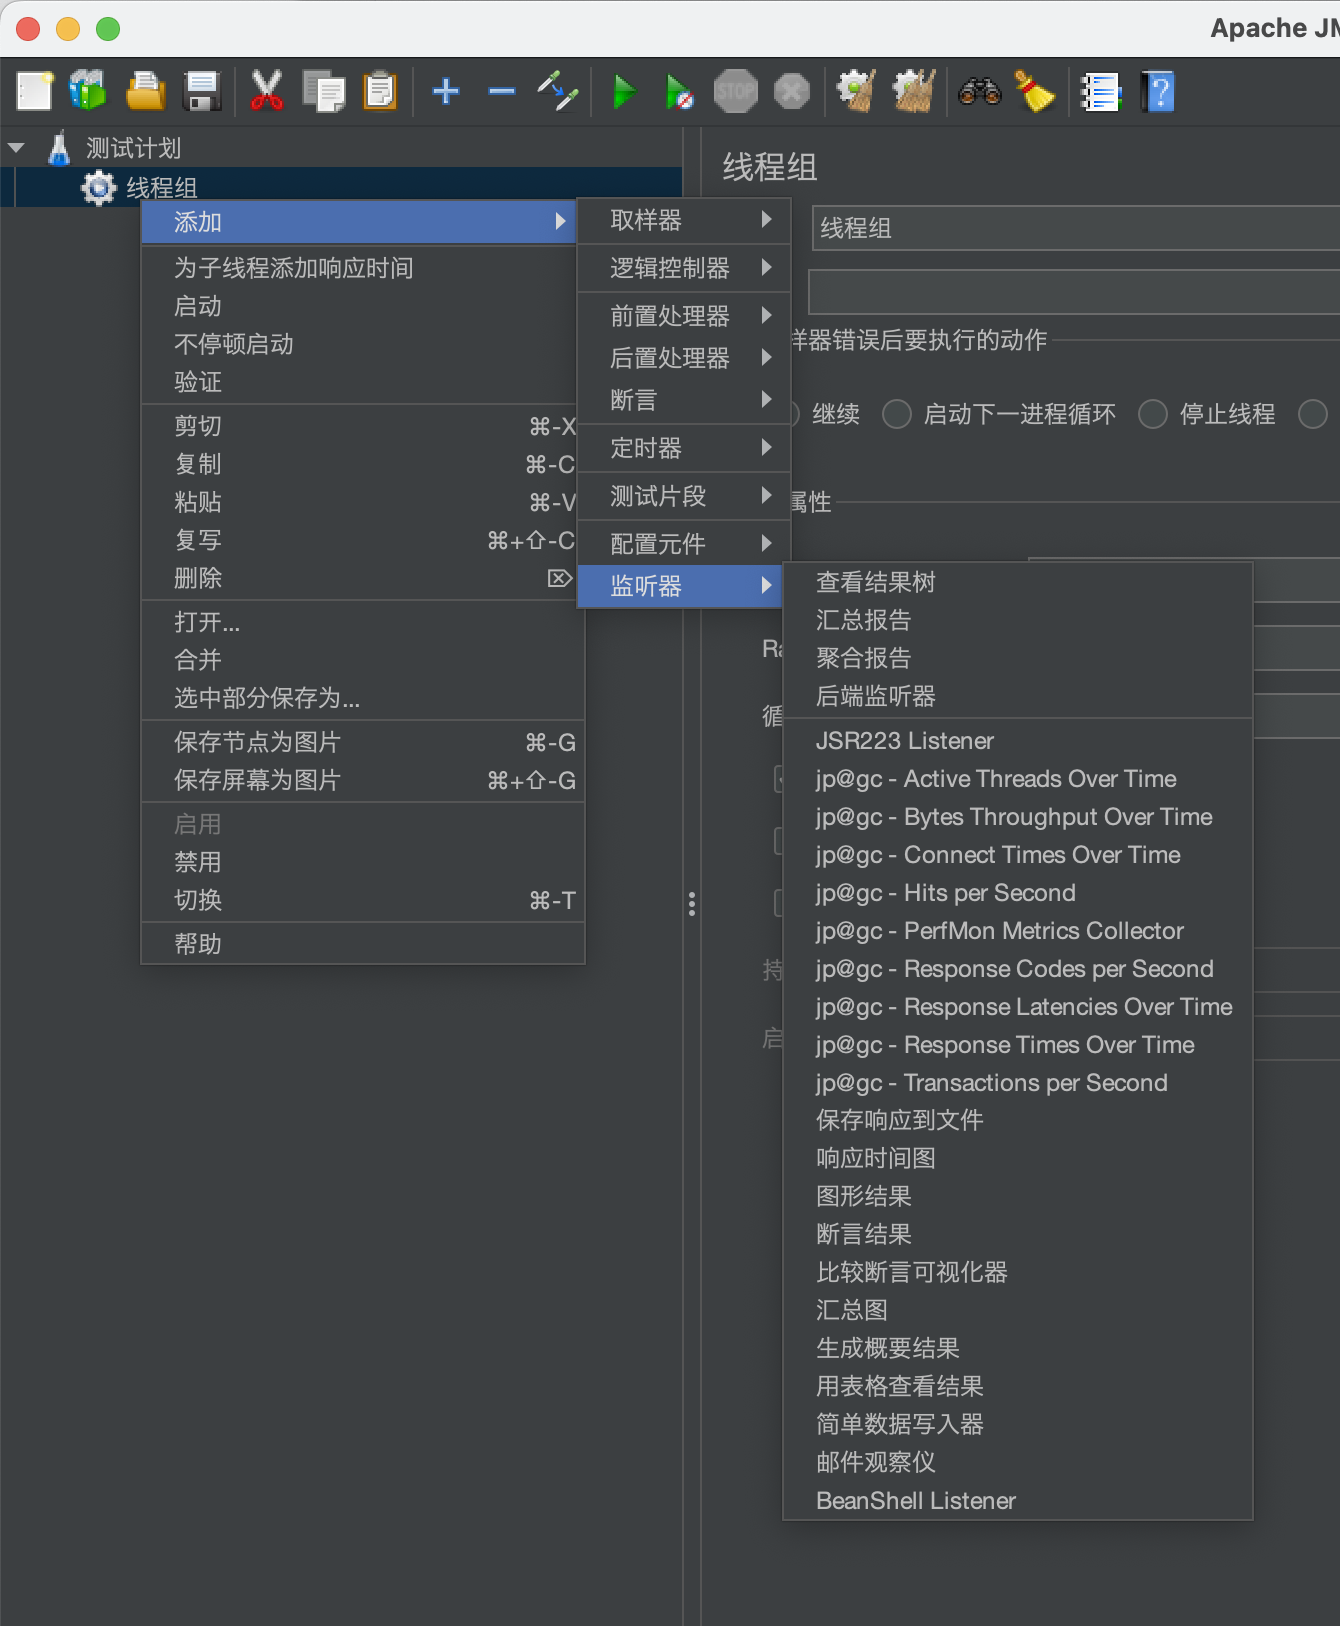 Apache JM
STOP
?
测试计划
线程组
线程组
线程组
添加
为子线程添加响应时间
启动
不停顿启动
验证
剪切 ⌘-X
复制 ⌘-C
粘贴 ⌘-V
复写 ⌘+⇧-C
删除 ⌦
打开...
合并
选中部分保存为...
保存节点为图片 ⌘-G
保存屏幕为图片 ⌘+⇧-G
启用
禁用
切换 ⌘-T
帮助
取样器
逻辑控制器
前置处理器
后置处理器
断言
定时器
测试片段
配置元件
监听器
样器错误后要执行的动作
继续 启动下一进程循环 停止线程
属性
Ra
循
持
启
查看结果树
汇总报告
聚合报告
后端监听器
JSR223 Listener
jp@gc - Active Threads Over Time
jp@gc - Bytes Throughput Over Time
jp@gc - Connect Times Over Time
jp@gc - Hits per Second
jp@gc - PerfMon Metrics Collector
jp@gc - Response Codes per Second
jp@gc - Response Latencies Over Time
jp@gc - Response Times Over Time
jp@gc - Transactions per Second
保存响应到文件
响应时间图
图形结果
断言结果
比较断言可视化器
汇总图
生成概要结果
用表格查看结果
简单数据写入器
邮件观察仪
BeanShell Listener